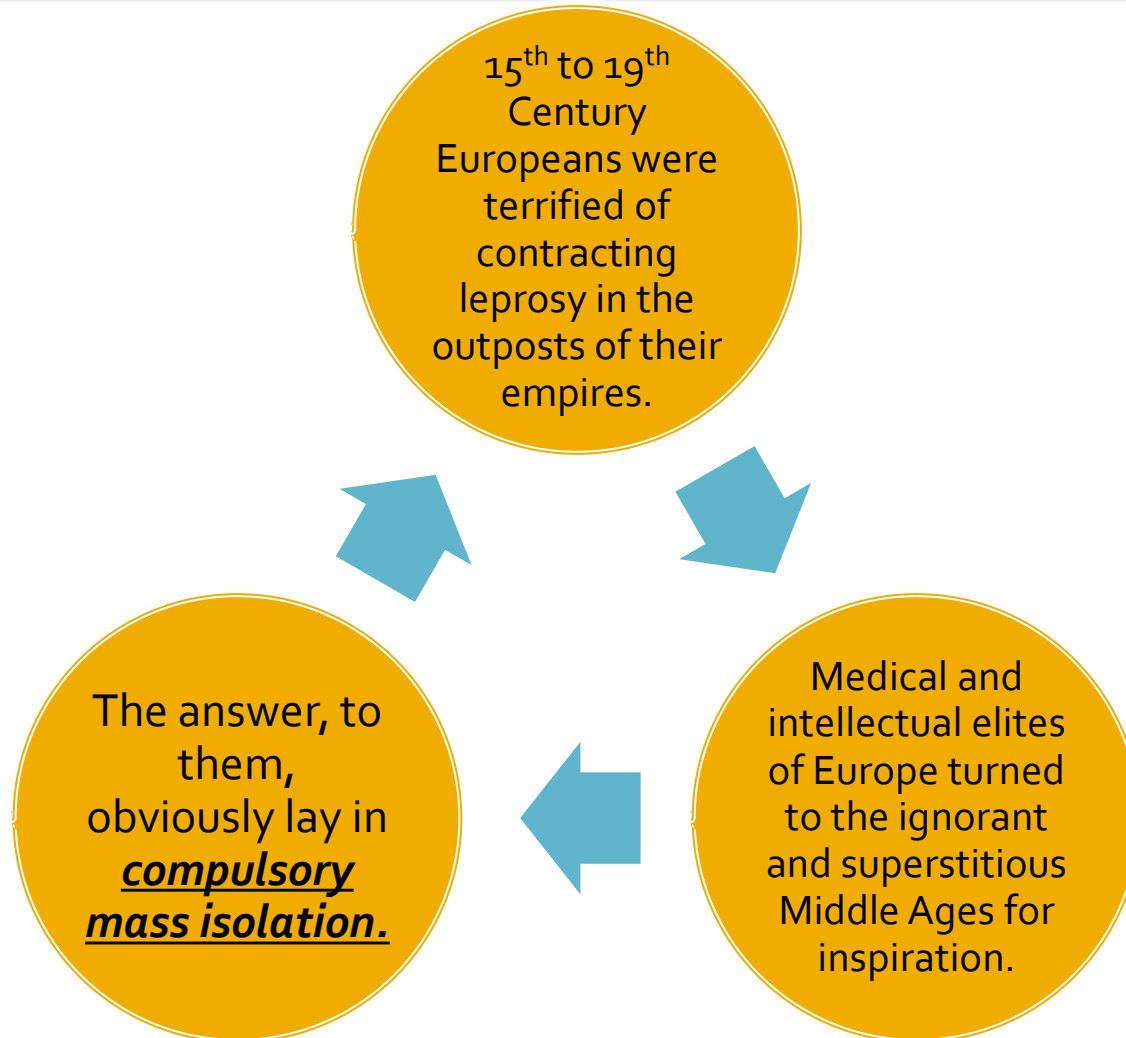 15th to 19th
Century
Europeans were
terrified of
contracting
leprosy in the
outposts of their
empires.
Medical and
intellectual elites
of Europe turned
to the ignorant
and superstitious
Middle Ages for
inspiration.
The answer, to
them,
obviously lay in
compulsory
mass isolation.